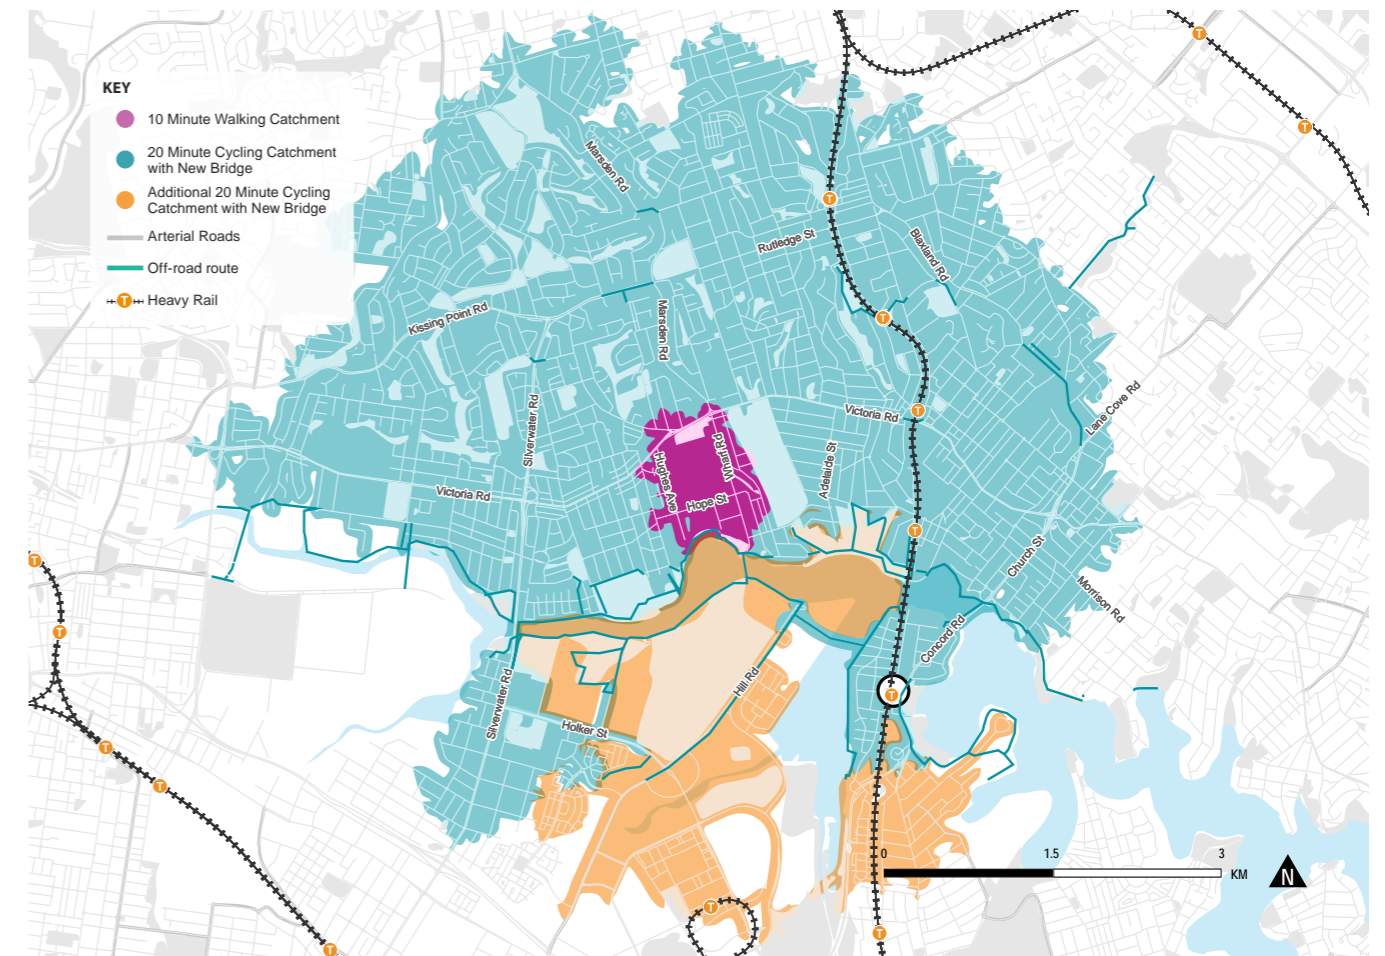 KEY
10 Minute Walking Catchment
20 Minute Cycling Catchment
with New Bridge
Additional 20 Minute Cycling
Catchment with New Bridge
Arterial Roads
Off-road route
T
Heavy Rail
T
T
Marsden Rd
T
Rutledge St
Blaxland Rd
Kissing Point Rd
Marsden Rd
T
Silverwater Rd
Victoria Rd
T
Lane Cove Rd
Hughes Ave
Wharf Rd
Hope St
Adelaide St
Victoria Rd
T
Church St
Morrison Rd
T
T
Concord Rd
Silverwater Rd
Hill Rd
T
Holker St
T
T
0
1.5
3
KM
N
T
T
T